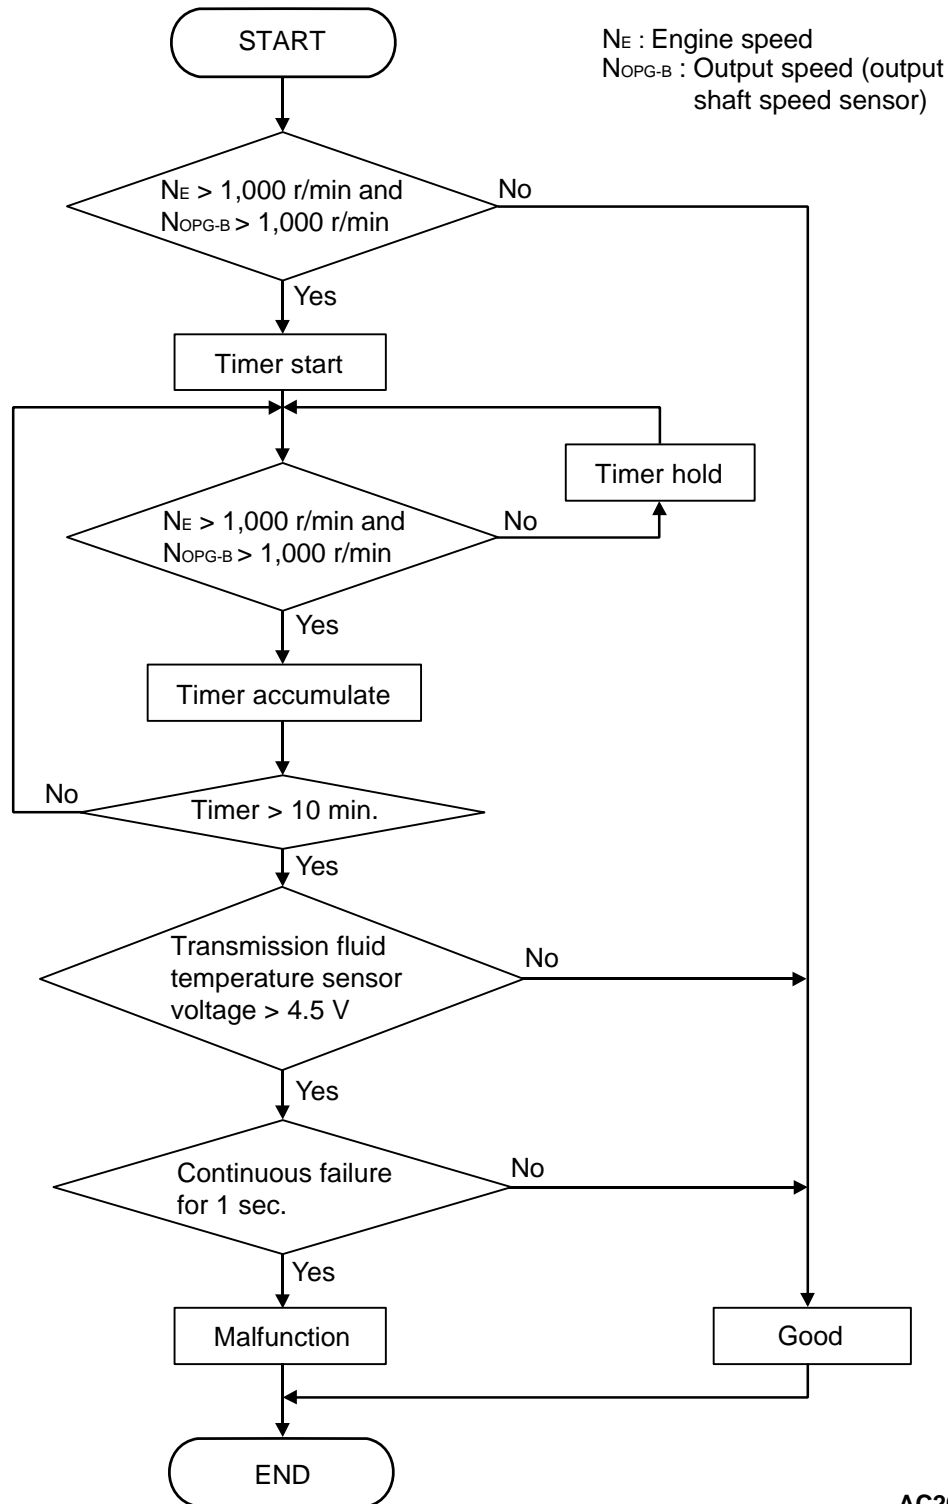 START
NE : Engine speed
NOPG-B : Output speed (output
shaft speed sensor)
NE > 1,000 r/min and
NOPG-B > 1,000 r/min
No
Yes
Timer start
Timer hold
NE > 1,000 r/min and
NOPG-B > 1,000 r/min
No
Yes
Timer accumulate
No
Timer > 10 min.
Yes
Transmission fluid
temperature sensor
voltage > 4.5 V
No
Yes
Continuous failure
for 1 sec.
No
Yes
Malfunction
Good
END